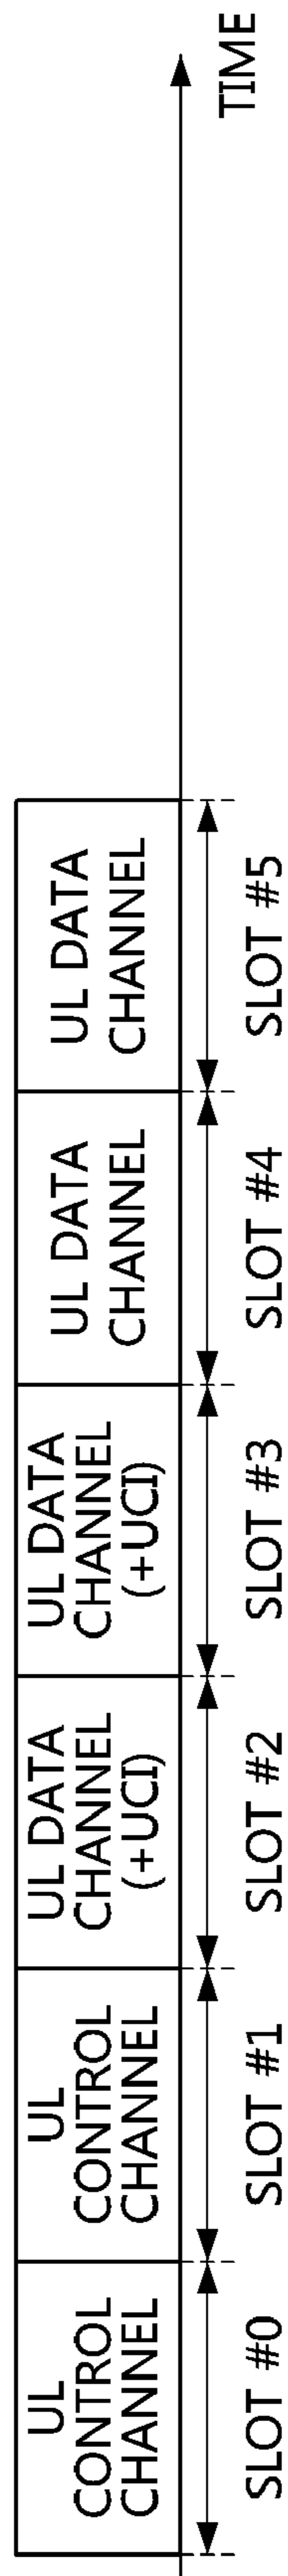 UL
CONTROL
CHANNEL
UL
CONTROL
CHANNEL
UL DATA
CHANNEL
(+UCI)
UL DATA
CHANNEL
(+UCI)
UL DATA
CHANNEL
UL DATA
CHANNEL
SLOT #0
SLOT #1
SLOT #2
SLOT #3
SLOT #4
SLOT #5
TIME